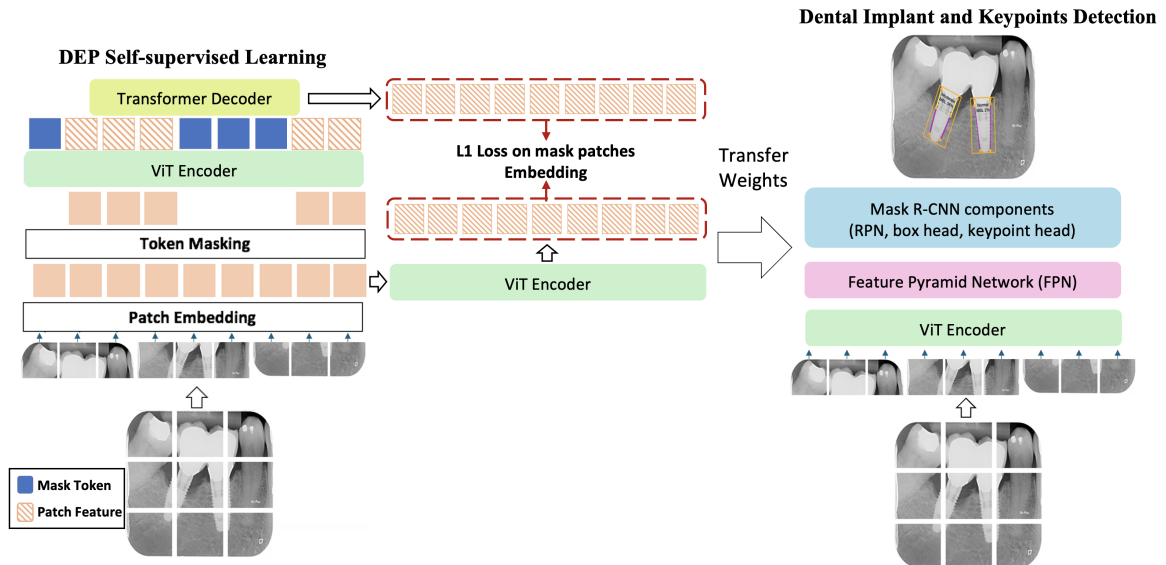 DEP Self-supervised Learning
Transformer Decoder
ViT Encoder
Token Masking
Patch Embedding
Mask Token
Patch Feature
L1 Loss on mask patches
Embedding
ViT Encoder
Transfer
Weights
Dental Implant and Keypoints Detection
Mask R-CNN components
(RPN, box head, keypoint head)
Feature Pyramid Network (FPN)
ViT Encoder